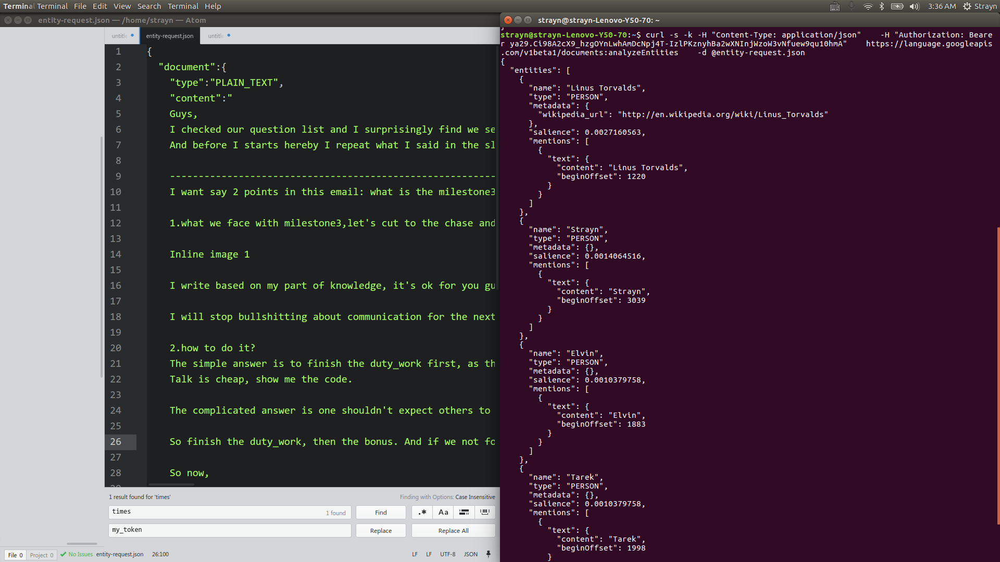 Terminal Terminal File Edit View Search Terminal Help
3:36 AM Strayn
entity-request.json — /home/strayn — Atom
untitl
entity-request.json
untitl
1 {
2 "document":{
3 "type":"PLAIN_TEXT",
4 "content":"
5 Guys,
6 I checked our question list and I surprisingly find we se
7 And before I starts hereby I repeat what I said in the sl
8
9 ---------------------------------------------------------
10 I want say 2 points in this email: what is the milestone3
11
12 1.what we face with milestone3,let's cut to the chase and
13
14 Inline image 1
15
16 I write based on my part of knowledge, it's ok for you gu
17
18 I will stop bullshitting about communication for the next
19
20 2.how to do it?
21 The simple answer is to finish the duty_work first, as th
22 Talk is cheap, show me the code.
23
24 The complicated answer is one shouldn't expect others to
25
26 So finish the duty_work, then the bonus. And if we not fo
27
28 So now,
1 result found for 'times'
Finding with Options: Case Insensitive
times
1 found
Find
.*
Aa
my_token
Replace
Replace All
File 0
Project 0
No Issues
entity-request.json
26:100
LF
LF
UTF-8
JSON
strayn@strayn-Lenovo-Y50-70: ~
strayn@strayn-Lenovo-Y50-70:~$ curl -s -k -H "Content-Type: application/json" -H "Authorization: Beare
r ya29.Ci98A2cX9_hzgOYnLwhAmDcNpj4T-IzlPKznyhBa2wXNInjWzoW3vNfuew9qu10hmA" https://language.googleapis
.com/v1beta1/documents:analyzeEntities -d @entity-request.json
{
"entities": [
{
"name": "Linus Torvalds",
"type": "PERSON",
"metadata": {
"wikipedia_url": "http://en.wikipedia.org/wiki/Linus_Torvalds"
},
"salience": 0.0027160563,
"mentions": [
{
"text": {
"content": "Linus Torvalds",
"beginOffset": 1220
}
}
]
},
{
"name": "Strayn",
"type": "PERSON",
"metadata": {},
"salience": 0.0014064516,
"mentions": [
{
"text": {
"content": "Strayn",
"beginOffset": 3039
}
}
]
},
{
"name": "Elvin",
"type": "PERSON",
"metadata": {},
"salience": 0.0010379758,
"mentions": [
{
"text": {
"content": "Elvin",
"beginOffset": 1883
}
}
]
},
{
"name": "Tarek",
"type": "PERSON",
"metadata": {},
"salience": 0.0010379758,
"mentions": [
{
"text": {
"content": "Tarek",
"beginOffset": 1998
}